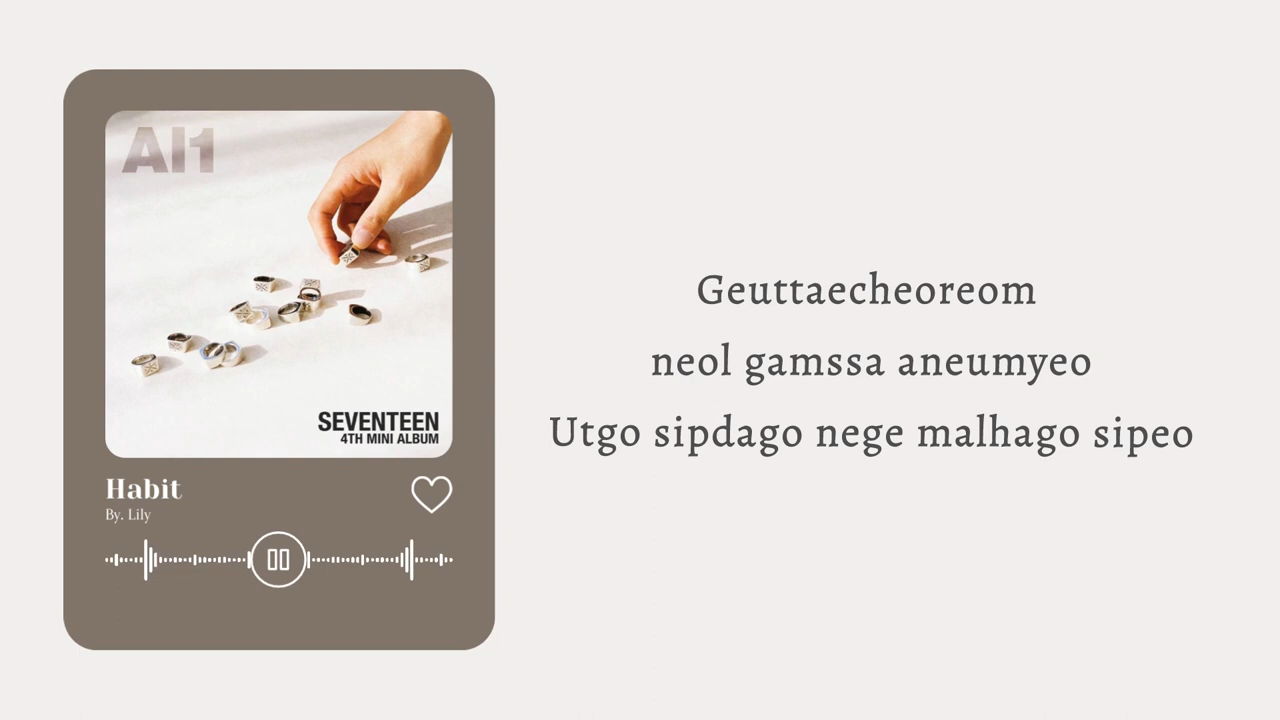 Al1
SEVENTEEN
4TH MINI ALBUM
Habit
By. Lily
Geuttaecheoreom
neol gamssa aneumyeo
Utgo sipdago nege malhago sipeo